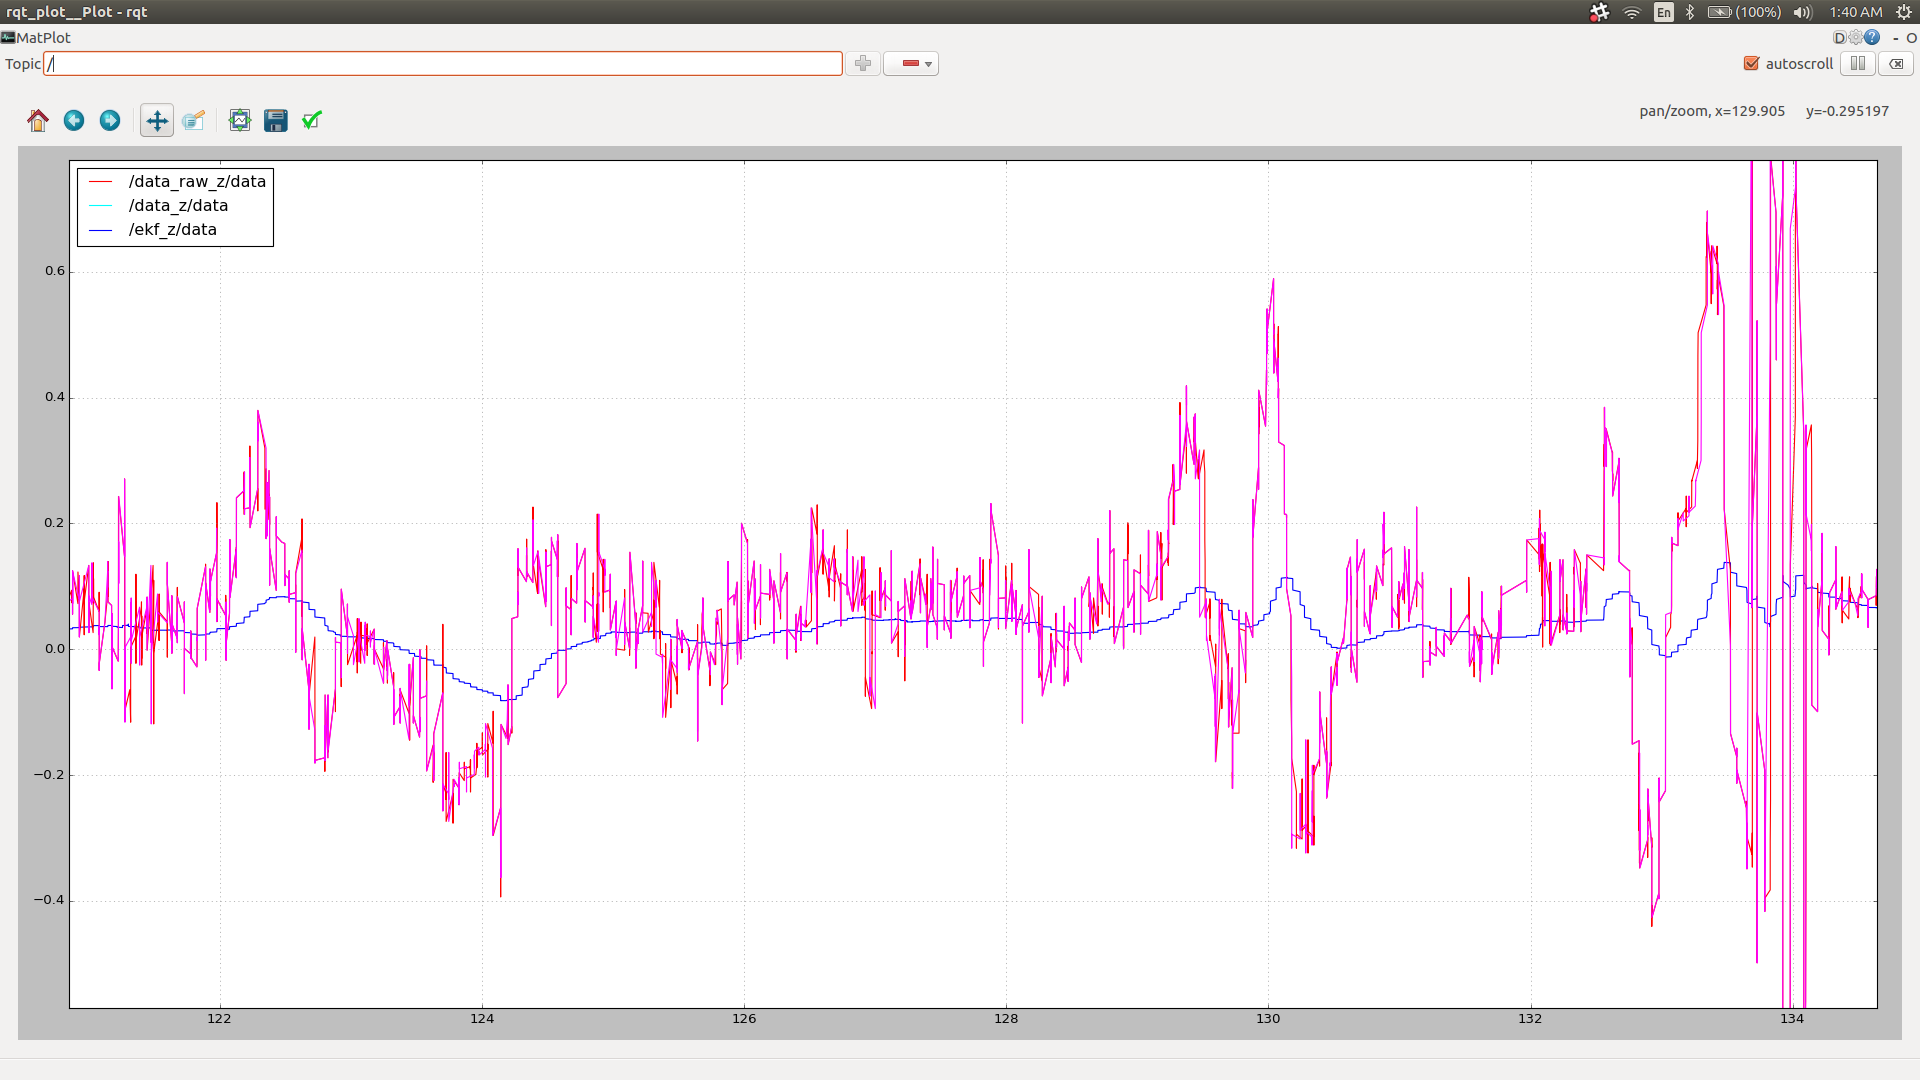 rqt_plot__Plot - rqt
En
(100%)
1:40 AM
MatPlot
D
?
- O
Topic
/
autoscroll
pan/zoom, x=129.905 y=-0.295197
/data_raw_z/data
/data_z/data
/ekf_z/data
0.6
0.4
0.2
0.0
−0.2
−0.4
122 124 126 128 130 132 134